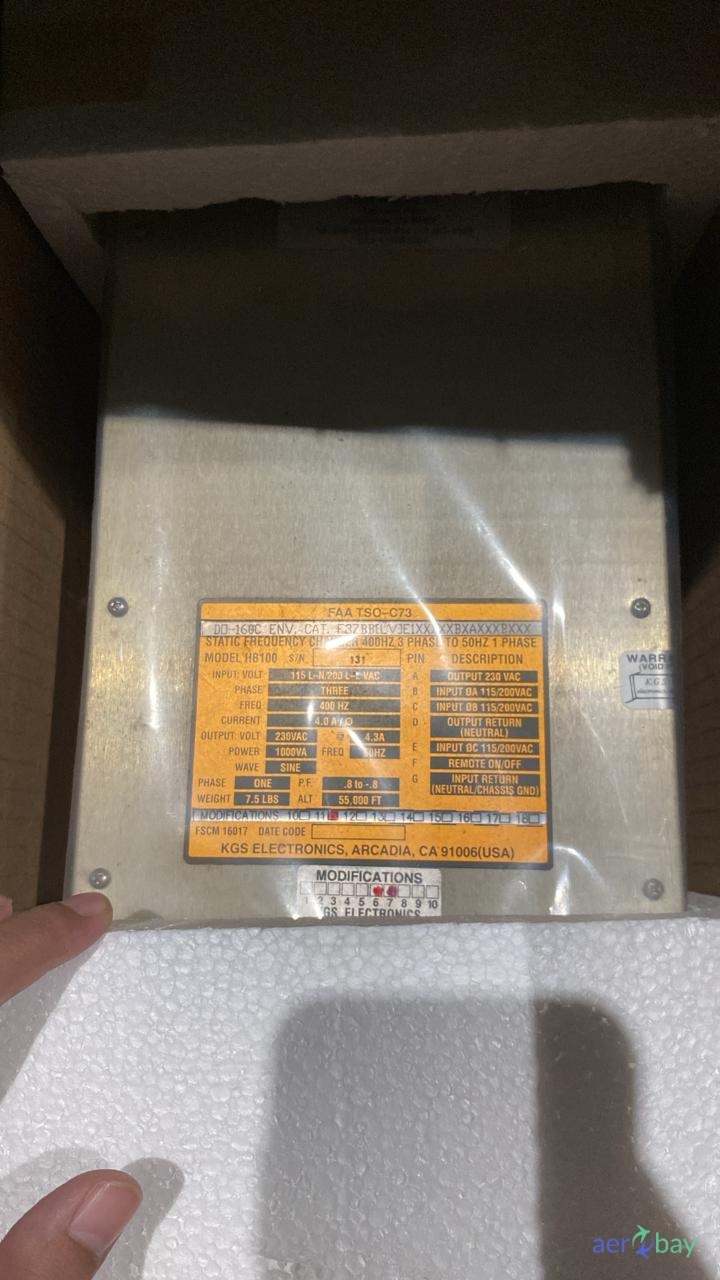 FAA TSO-C73
DO-160C ENV. CAT.
STATIC FREQUENCY CHANGER 400HZ 3 PHASE TO 50HZ 1 PHASE
MODEL HB100 S/N 131 PIN DESCRIPTION
INPUT: VOLT 115 L-N/200 L-L VAC A OUTPUT 230 VAC
PHASE THREE B INPUT ØA 115/200VAC
FREQ 400 HZ C INPUT ØB 115/200VAC
CURRENT 4.0 A/Ø D OUTPUT RETURN
(NEUTRAL)
OUTPUT: VOLT 230VAC @ 4.3A
POWER 1000VA FREQ 50HZ E INPUT ØC 115/200VAC
WAVE SINE F REMOTE ON/OFF
PHASE ONE P.F. .8 to -.8 G INPUT RETURN
(NEUTRAL/CHASSIS GND)
WEIGHT 7.5 LBS ALT 55,000 FT
MODIFICATIONS 10 11 12 13 14 15 16 17 18
FSCM 16017 DATE CODE
KGS ELECTRONICS, ARCADIA, CA 91006(USA)
MODIFICATIONS
1 2 3 4 5 6 7 8 9 10
KGS ELECTRONICS
WARR
(VOID
K.G.S
aerobay